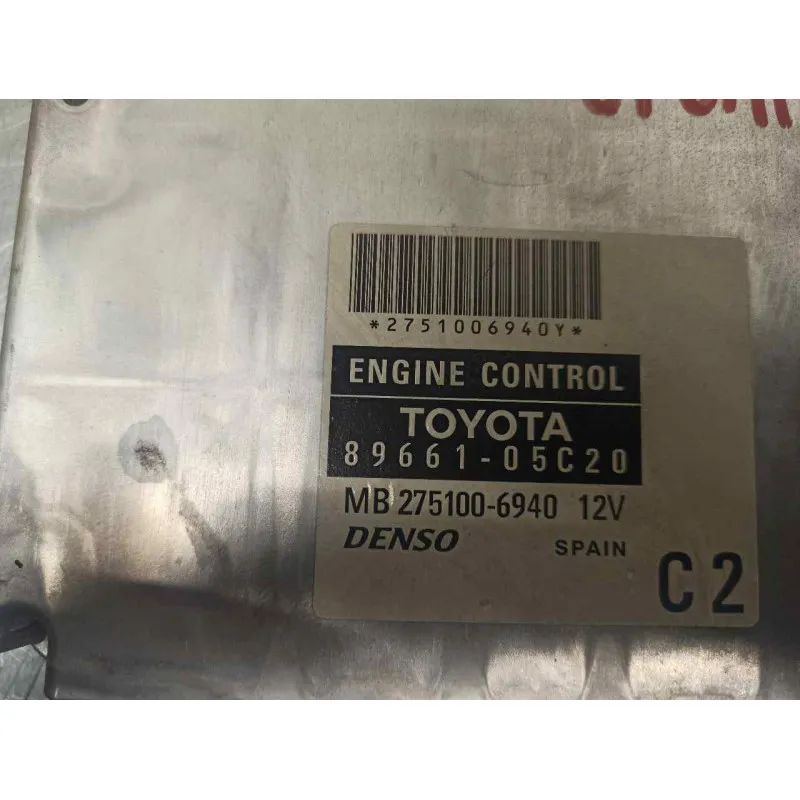 *2751006940Y*
ENGINE CONTROL
TOYOTA
89661-05C20
MB 275100-6940 12V
DENSO SPAIN
C2